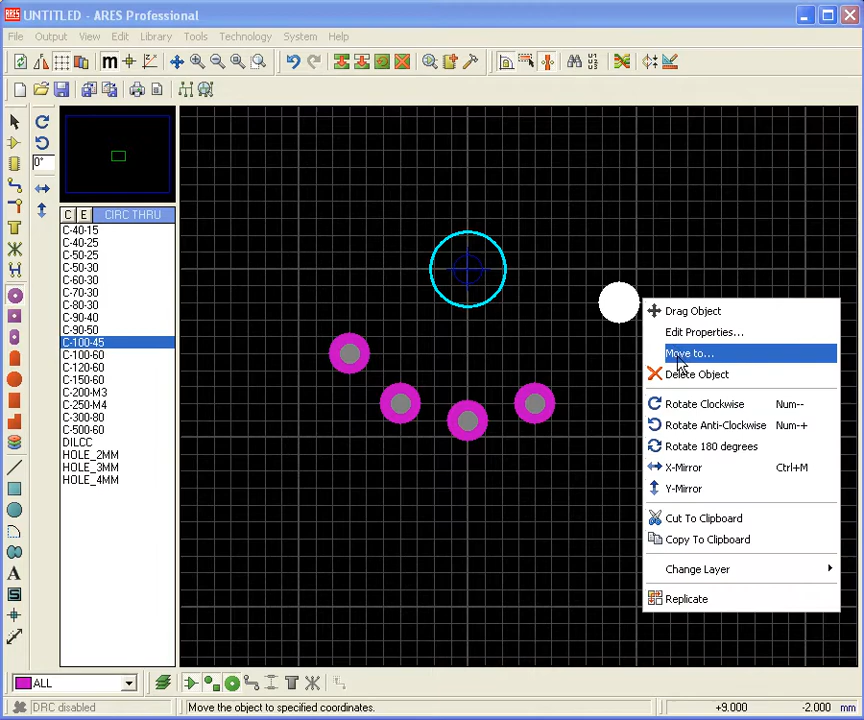 UNTITLED - ARES Professional
File Output View Edit Library Tools Technology System Help
0°
C E CIRC THRU
C-40-15
C-40-25
C-50-25
C-50-30
C-60-30
C-70-30
C-80-30
C-90-40
C-90-50
C-100-45
C-100-60
C-120-60
C-150-60
C-200-M3
C-250-M4
C-300-80
C-500-60
DILCC
HOLE_2MM
HOLE_3MM
HOLE_4MM
Drag Object
Edit Properties...
Move to...
Delete Object
Rotate Clockwise Num--
Rotate Anti-Clockwise Num-+
Rotate 180 degrees
X-Mirror Ctrl+M
Y-Mirror
Cut To Clipboard
Copy To Clipboard
Change Layer
Replicate
ALL
DRC disabled
Move the object to specified coordinates.
+9.000 -2.000 mm